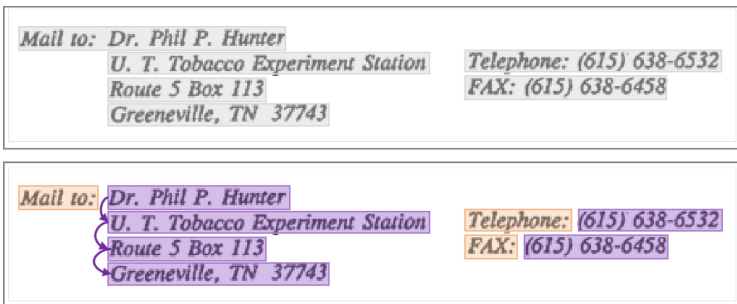 Mail to: Dr. Phil P. Hunter
U. T. Tobacco Experiment Station
Route 5 Box 113
Greeneville, TN 37743
Telephone: (615) 638-6532
FAX: (615) 638-6458
Mail to: Dr. Phil P. Hunter
U. T. Tobacco Experiment Station
Route 5 Box 113
Greeneville, TN 37743
Telephone: (615) 638-6532
FAX: (615) 638-6458